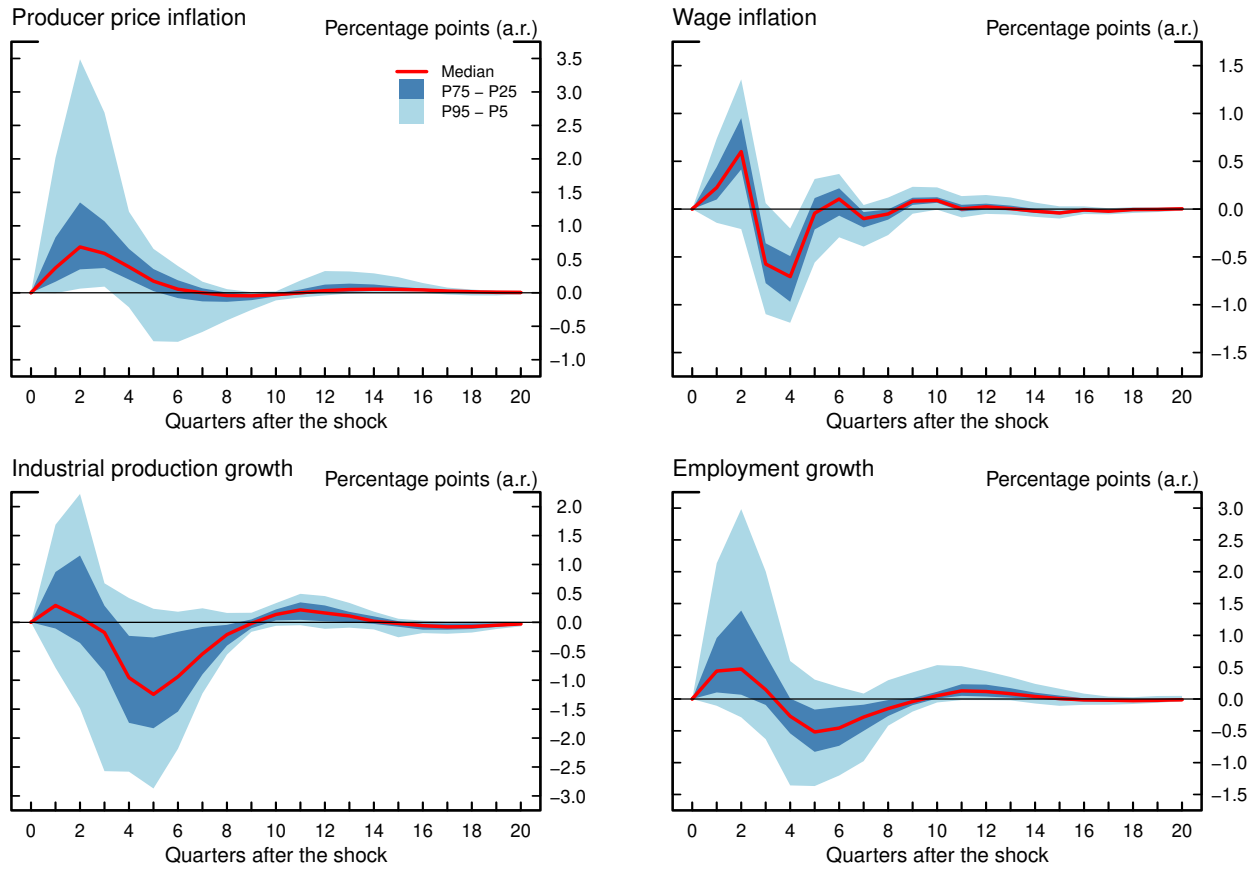 Producer price inflation
Percentage points (a.r.)
Median
P75 − P25
P95 − P5
3.5
3.0
2.5
2.0
1.5
1.0
0.5
0.0
−0.5
−1.0
0 2 4 6 8 10 12 14 16 18 20
Quarters after the shock
Wage inflation
Percentage points (a.r.)
1.5
1.0
0.5
0.0
−0.5
−1.0
−1.5
0 2 4 6 8 10 12 14 16 18 20
Quarters after the shock
Industrial production growth
Percentage points (a.r.)
2.0
1.5
1.0
0.5
0.0
−0.5
−1.0
−1.5
−2.0
−2.5
−3.0
0 2 4 6 8 10 12 14 16 18 20
Quarters after the shock
Employment growth
Percentage points (a.r.)
3.0
2.5
2.0
1.5
1.0
0.5
0.0
−0.5
−1.0
−1.5
0 2 4 6 8 10 12 14 16 18 20
Quarters after the shock